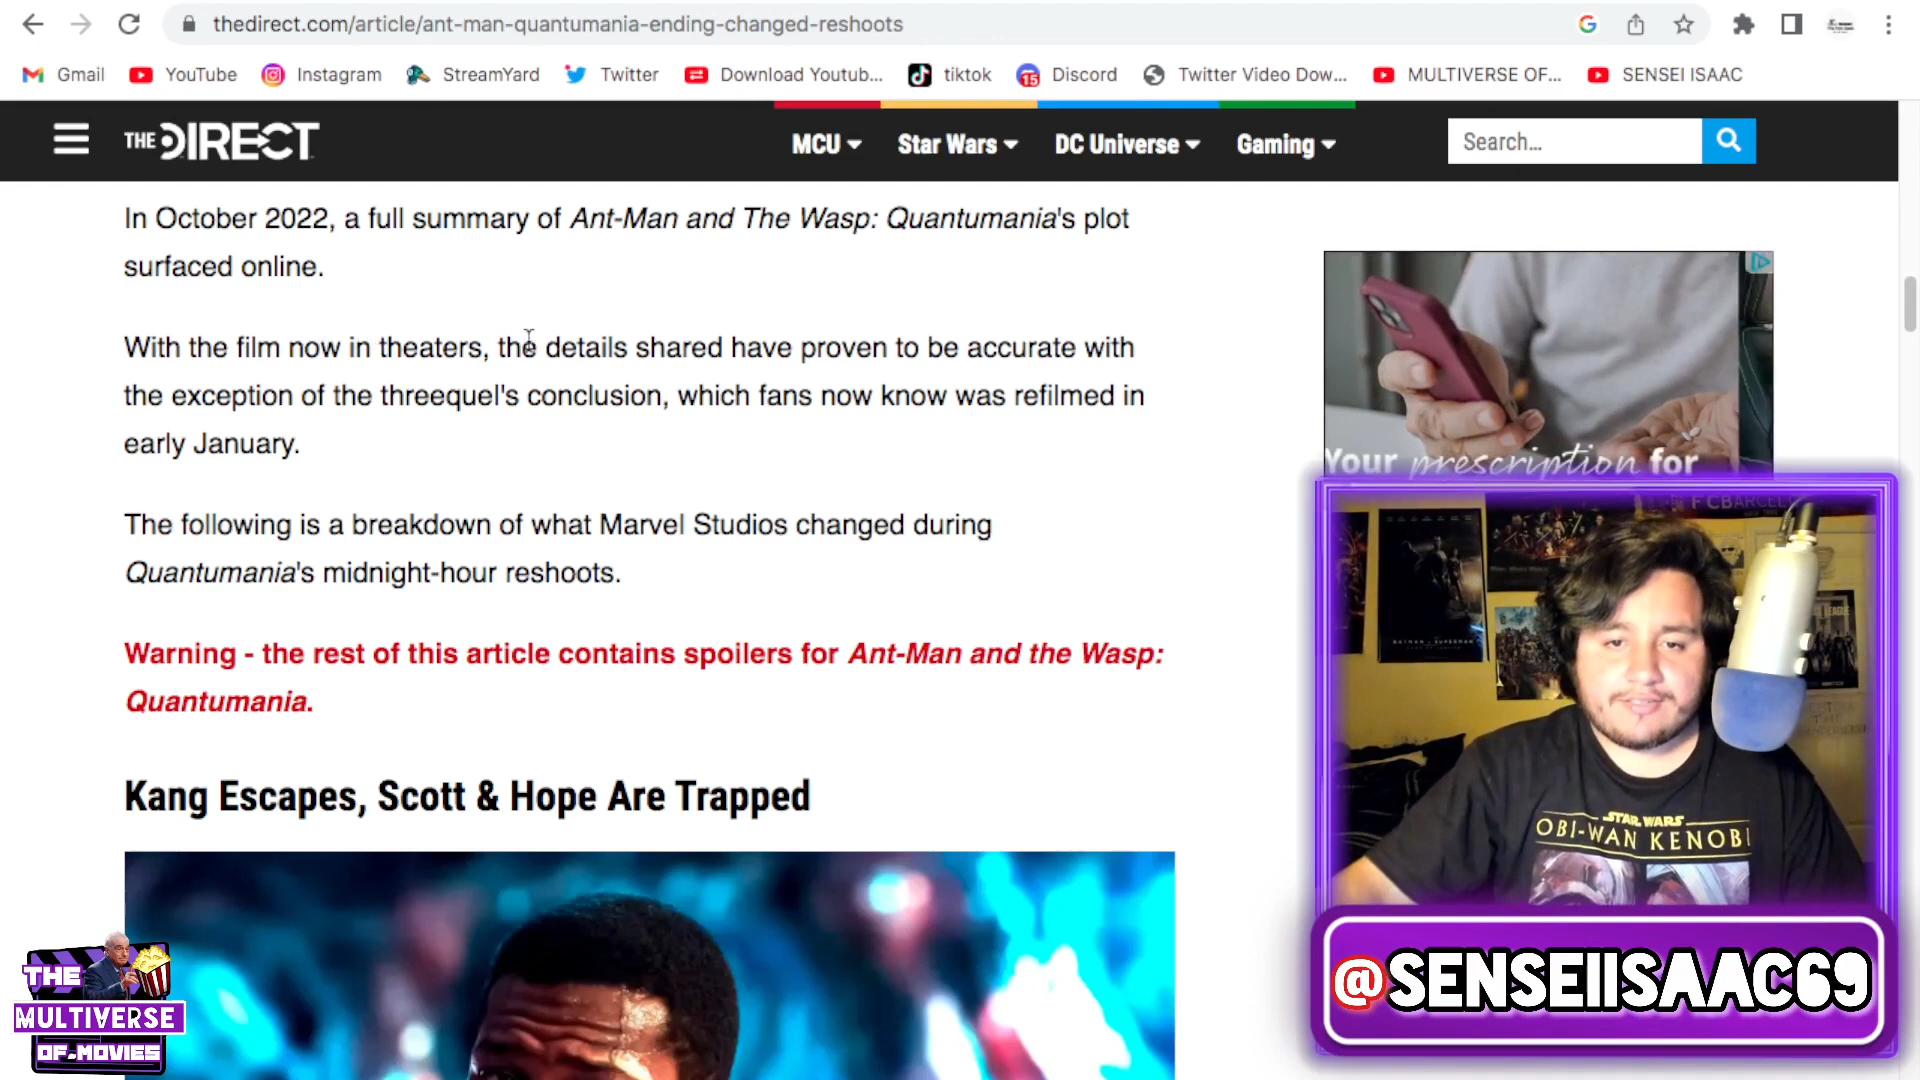 thedirect.com/article/ant-man-quantumania-ending-changed-reshoots
Gmail YouTube Instagram StreamYard Twitter Download Youtub... tiktok 15 Discord Twitter Video Dow... MULTIVERSE OF... SENSEI ISAAC
THE DIRECT MCU Star Wars DC Universe Gaming Search...
In October 2022, a full summary of Ant-Man and The Wasp: Quantumania's plot
surfaced online.
With the film now in theaters, the details shared have proven to be accurate with
the exception of the threequel's conclusion, which fans now know was refilmed in
early January.
The following is a breakdown of what Marvel Studios changed during
Quantumania's midnight-hour reshoots.
Warning - the rest of this article contains spoilers for Ant-Man and the Wasp:
Quantumania.
Kang Escapes, Scott & Hope Are Trapped
Your prescription for
FC BARCEL
STAR WARS
OBI-WAN KENOBI
@SENSEIISAAC69
THE
MULTIVERSE
OF-MOVIES